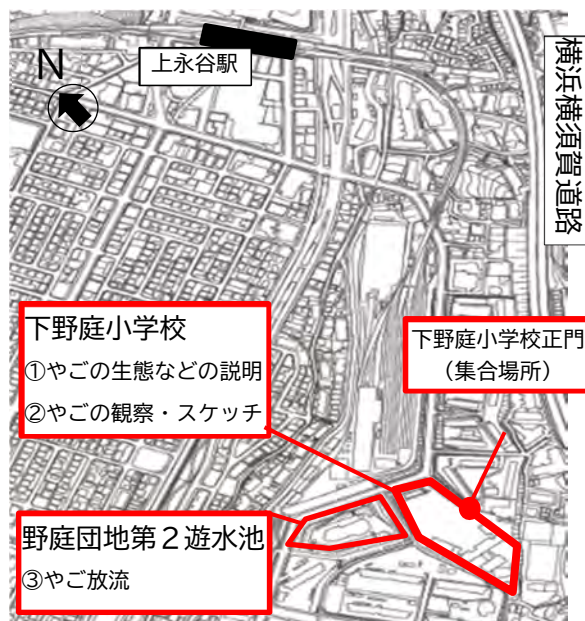 N
上永谷駅
横浜横須賀道路
下野庭小学校
①やごの生態などの説明
②やごの観察・スケッチ
下野庭小学校正門
（集合場所）
野庭団地第２遊水池
③やご放流